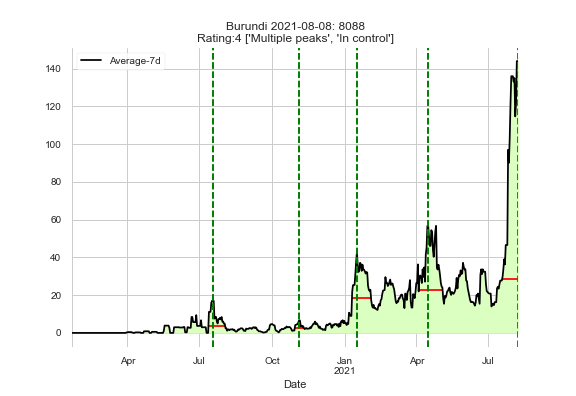 Burundi 2021-08-08: 8088
Rating:4 ['Multiple peaks', 'In control']
Average-7d
140
120
100
80
60
40
20
0
Apr
Jul
Oct
Jan
2021
Apr
Jul
Date